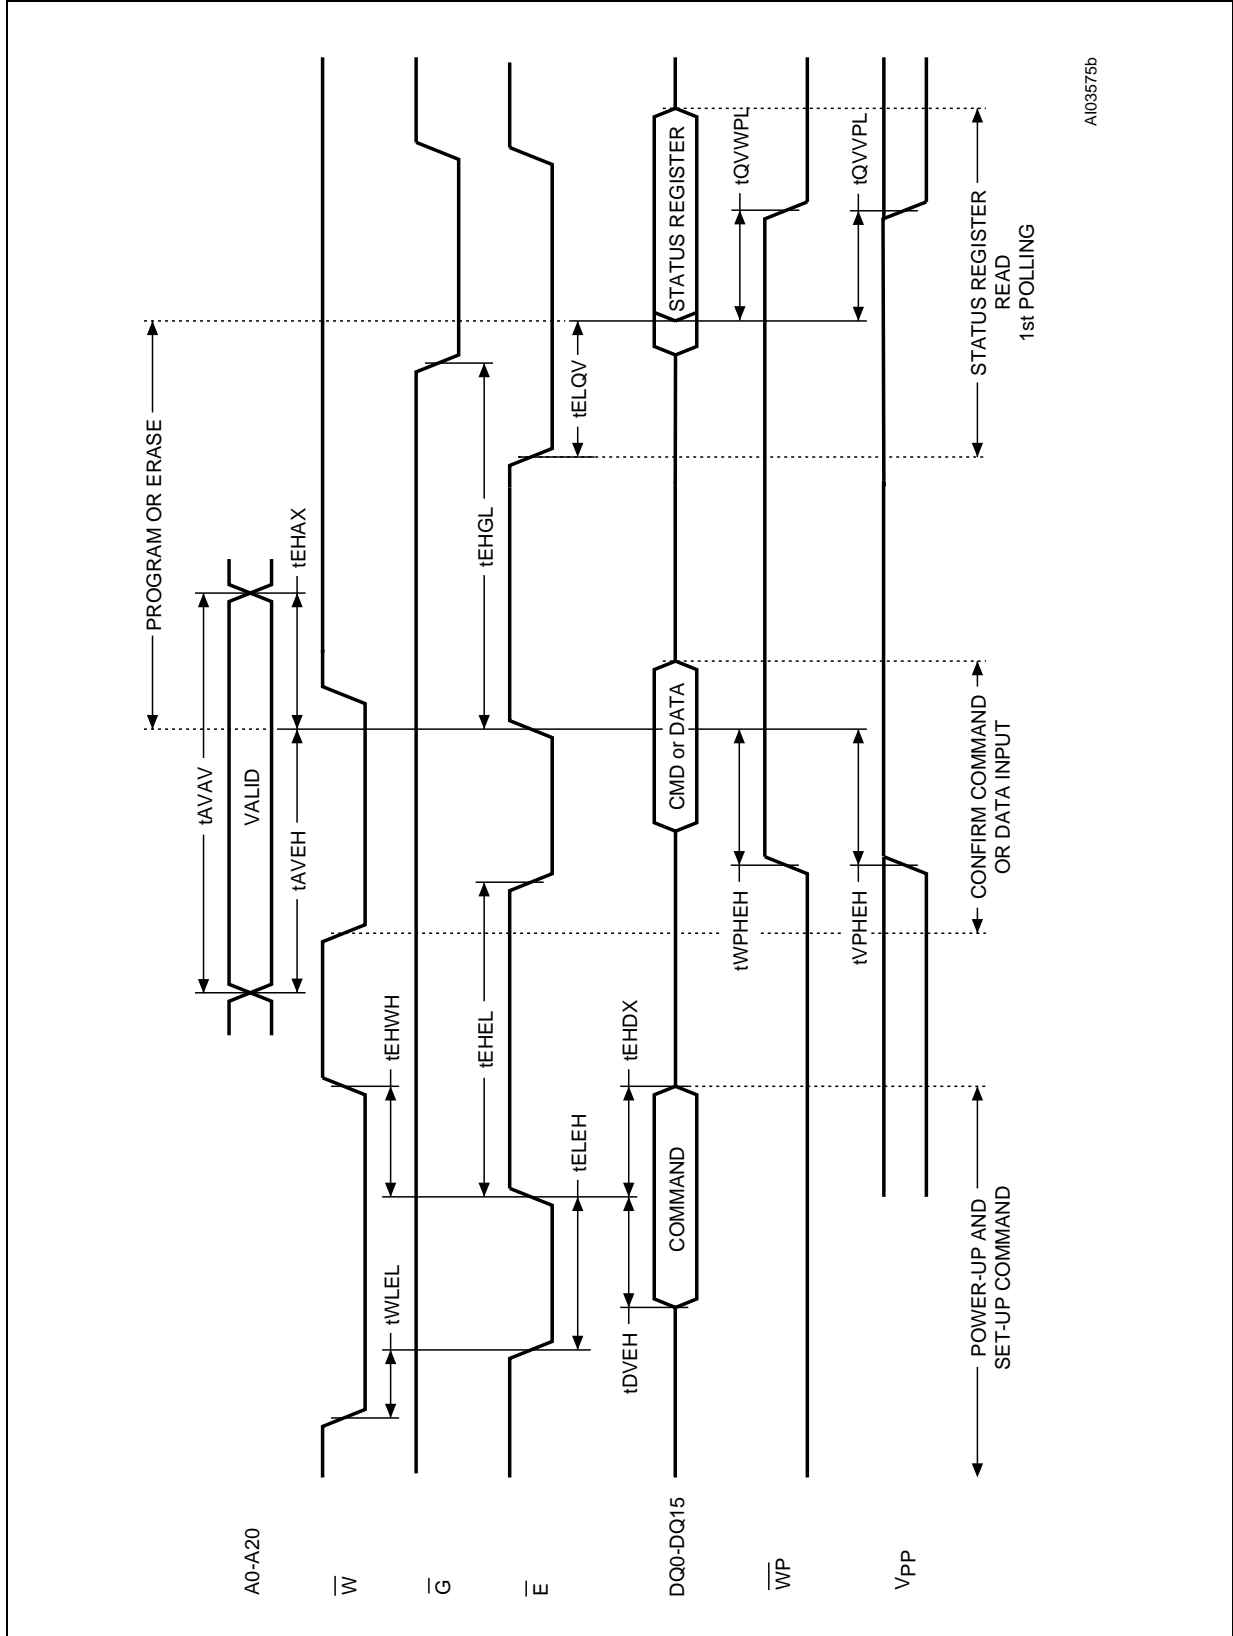 PROGRAM OR ERASE
tAVAV
A0-A20
VALID
tAVEH
tEHAX
W
tWLEL
tEHWH
G
tEHEL
tEHGL
E
tELEH
tELQV
tDVEH
tEHDX
DQ0-DQ15
COMMAND
CMD or DATA
STATUS REGISTER
tWPHEH
tQVWPL
WP
tVPHEH
tQVVPL
VPP
POWER-UP AND
SET-UP COMMAND
CONFIRM COMMAND
OR DATA INPUT
STATUS REGISTER
READ
1st POLLING
AI03575b